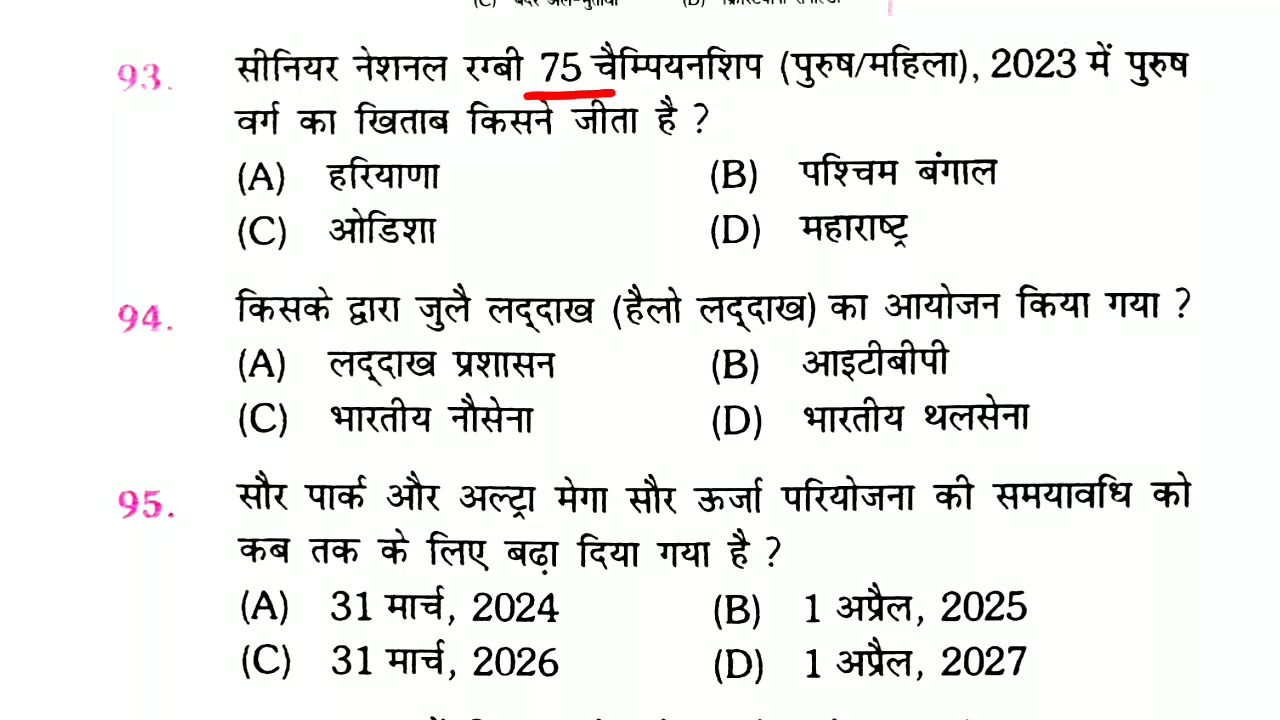 93. सीनियर नेशनल रग्बी 75 चैम्पियनशिप (पुरुष/महिला), 2023 में पुरुष
वर्ग का खिताब किसने जीता है ?
(A) हरियाणा (B) पश्चिम बंगाल
(C) ओडिशा (D) महाराष्ट्र
94. किसके द्वारा जुलै लद्दाख (हैलो लद्दाख) का आयोजन किया गया ?
(A) लद्दाख प्रशासन (B) आइटीबीपी
(C) भारतीय नौसेना (D) भारतीय थलसेना
95. सौर पार्क और अल्ट्रा मेगा सौर ऊर्जा परियोजना की समयावधि को
कब तक के लिए बढ़ा दिया गया है ?
(A) 31 मार्च, 2024 (B) 1 अप्रैल, 2025
(C) 31 मार्च, 2026 (D) 1 अप्रैल, 2027